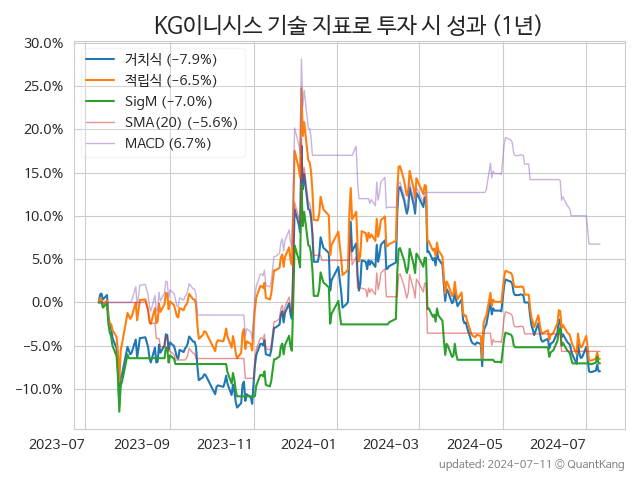 KG이니시스 기술 지표로 투자 시 성과 (1년)
30.0%
25.0%
20.0%
15.0%
10.0%
5.0%
0.0%
−5.0%
−10.0%
거치식 (−7.9%)
적립식 (−6.5%)
SigM (−7.0%)
SMA(20) (−5.6%)
MACD (6.7%)
2023-07 2023-09 2023-11 2024-01 2024-03 2024-05 2024-07
updated: 2024-07-11 © QuantKang